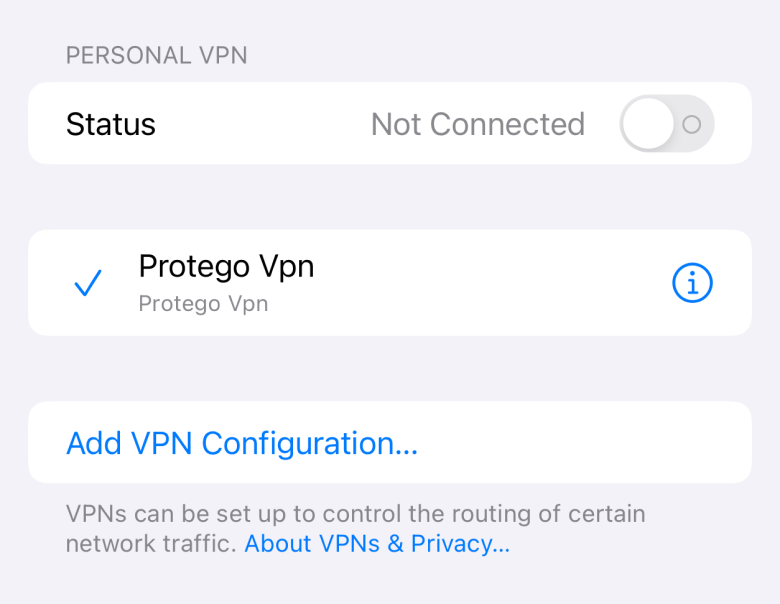 PERSONAL VPN
Status
Not Connected
Protego Vpn
Protego Vpn
Add VPN Configuration...
VPNs can be set up to control the routing of certain
network traffic. About VPNs & Privacy...